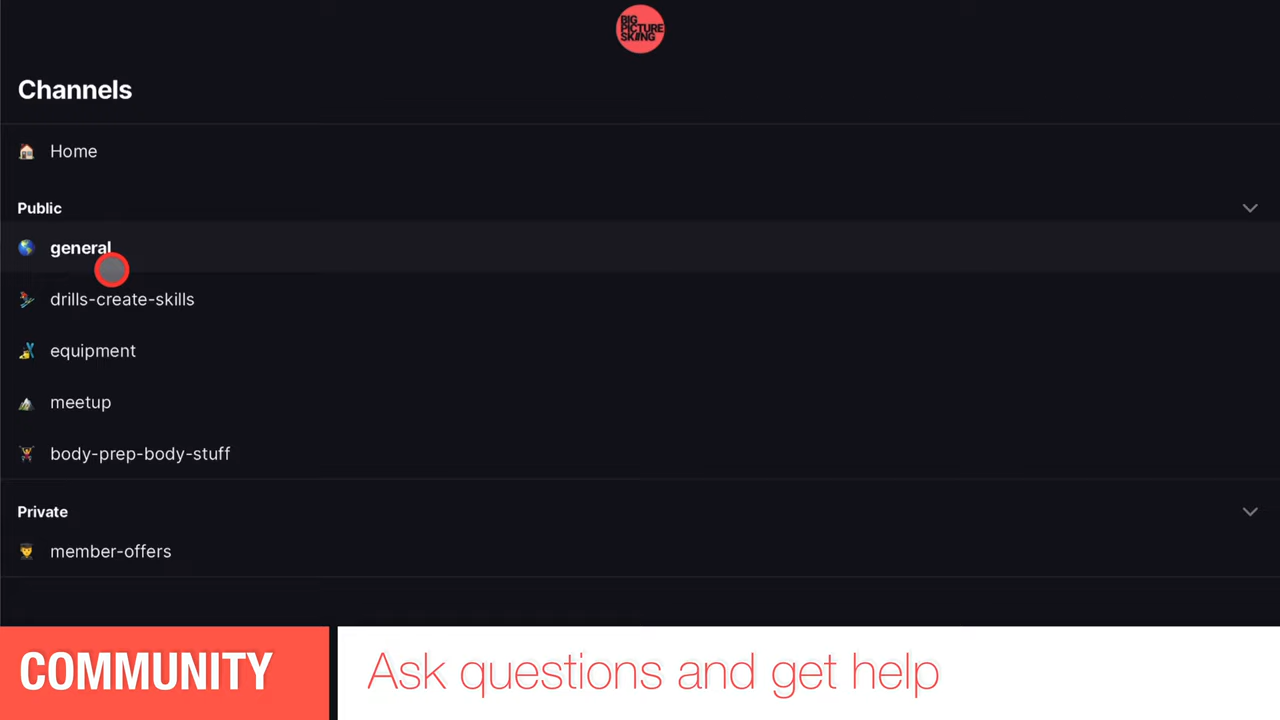 BIG
PICTURE
SKIING
Channels
Home
Public
general
drills-create-skills
equipment
meetup
body-prep-body-stuff
Private
member-offers
COMMUNITY
Ask questions and get help